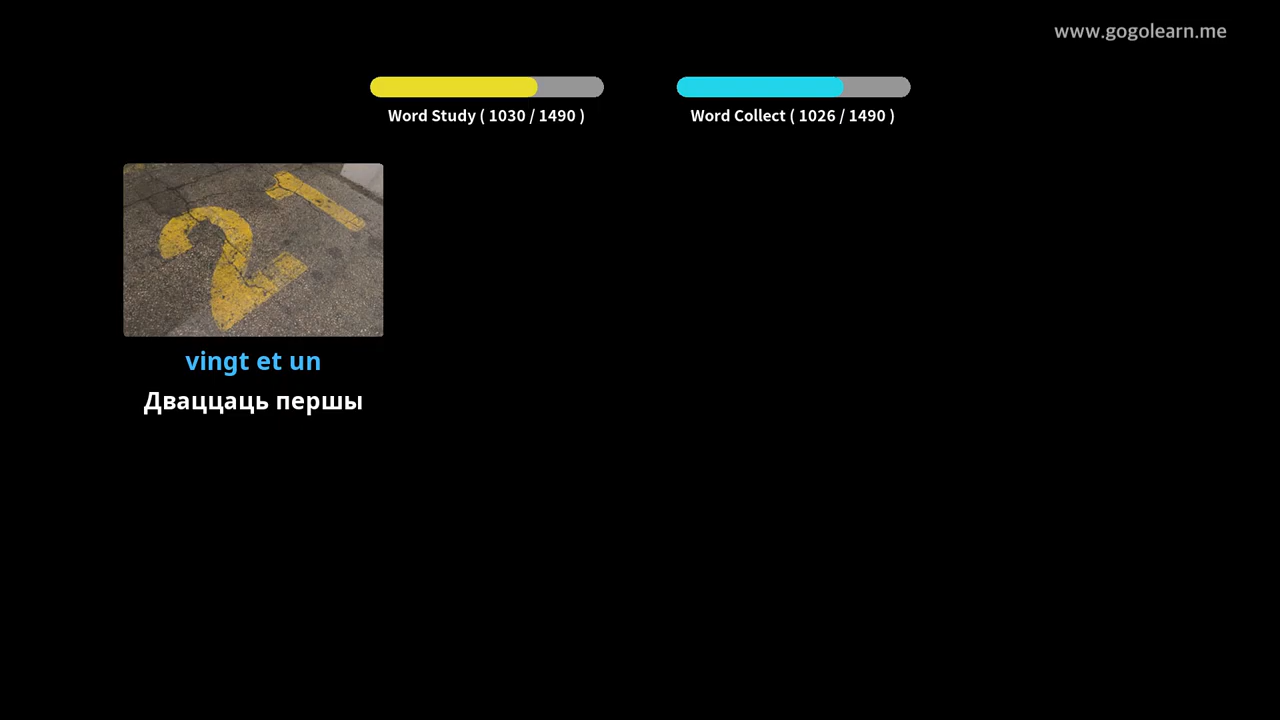 www.gogolearn.me
Word Study ( 1030 / 1490 )
Word Collect ( 1026 / 1490 )
21
vingt et un
Дваццаць першы